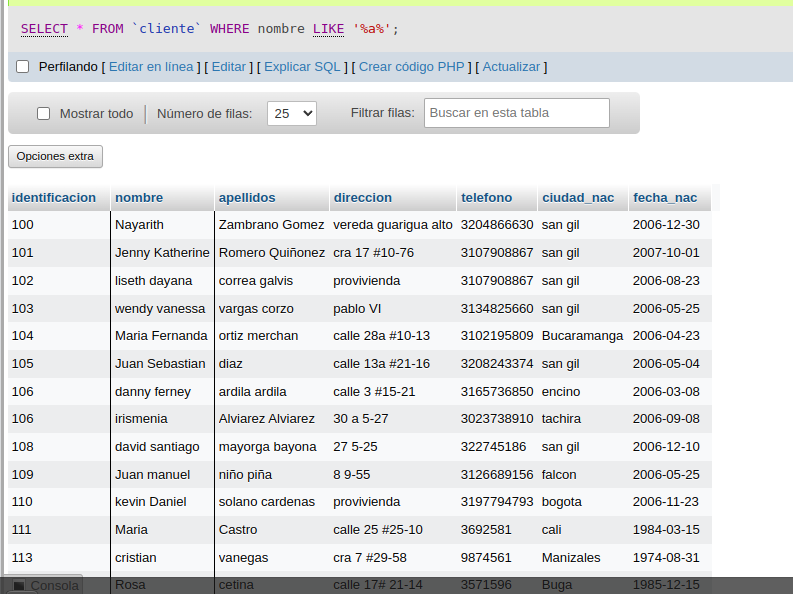 SELECT * FROM `cliente` WHERE nombre LIKE '%a%';
Perfilando [ Editar en línea ] [ Editar ] [ Explicar SQL ] [ Crear código PHP ] [ Actualizar ]
Mostrar todo Número de filas: 25 Filtrar filas: Buscar en esta tabla
Opciones extra
identificacion nombre apellidos direccion telefono ciudad_nac fecha_nac
100 Nayarith Zambrano Gomez vereda guarigua alto 3204866630 san gil 2006-12-30
101 Jenny Katherine Romero Quiñonez cra 17 #10-76 3107908867 san gil 2007-10-01
102 liseth dayana correa galvis provivienda 3107908867 san gil 2006-08-23
103 wendy vanessa vargas corzo pablo VI 3134825660 san gil 2006-05-25
104 Maria Fernanda ortiz merchan calle 28a #10-13 3102195809 Bucaramanga 2006-04-23
105 Juan Sebastian diaz calle 13a #21-16 3208243374 san gil 2006-05-04
106 danny ferney ardila ardila calle 3 #15-21 3165736850 encino 2006-03-08
106 irismenia Alviarez Alviarez 30 a 5-27 3023738910 tachira 2006-09-08
108 david santiago mayorga bayona 27 5-25 322745186 san gil 2006-12-10
109 Juan manuel niño piña 8 9-55 3126689156 falcon 2006-05-25
110 kevin Daniel solano cardenas provivienda 3197794793 bogota 2006-11-23
111 Maria Castro calle 25 #25-10 3692581 cali 1984-03-15
113 cristian vanegas cra 7 #29-58 9874561 Manizales 1974-08-31
Consola Rosa cetina calle 17# 21-14 3571596 Buga 1985-12-15